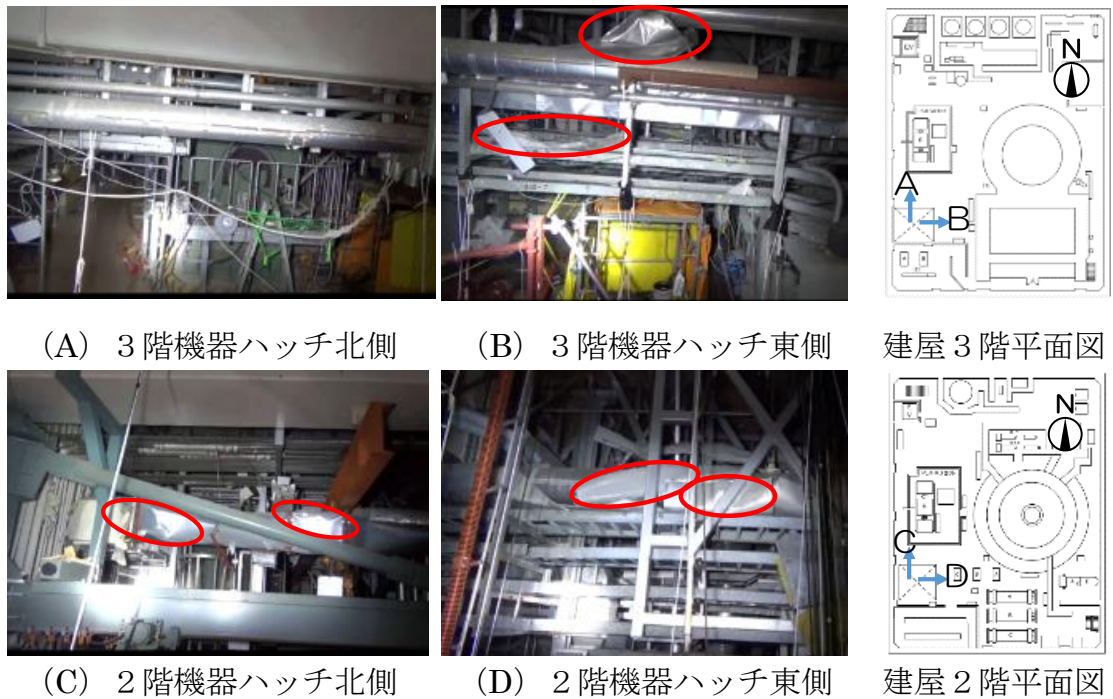 N
A
B
(A) 3階機器ハッチ北側
(B) 3階機器ハッチ東側
建屋3階平面図
N
C
D
(C) 2階機器ハッチ北側
(D) 2階機器ハッチ東側
建屋2階平面図